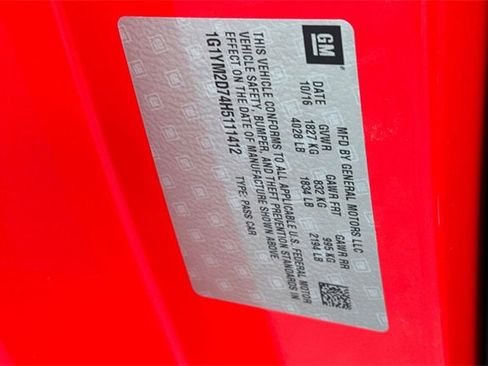 GM
MFD BY GENERAL MOTORS LLC
DATE GVWR GAWR FRT GAWR RR
10/16 1827 KG 832 KG 995 KG
4028 LB 1834 LB 2194 LB
THIS VEHICLE CONFORMS TO ALL APPLICABLE U.S. FEDERAL MOTOR
VEHICLE SAFETY, BUMPER, AND THEFT PREVENTION STANDARDS IN
EFFECT ON THE DATE OF MANUFACTURE SHOWN ABOVE.
1G1YM2D74H5111412 TYPE: PASS CAR